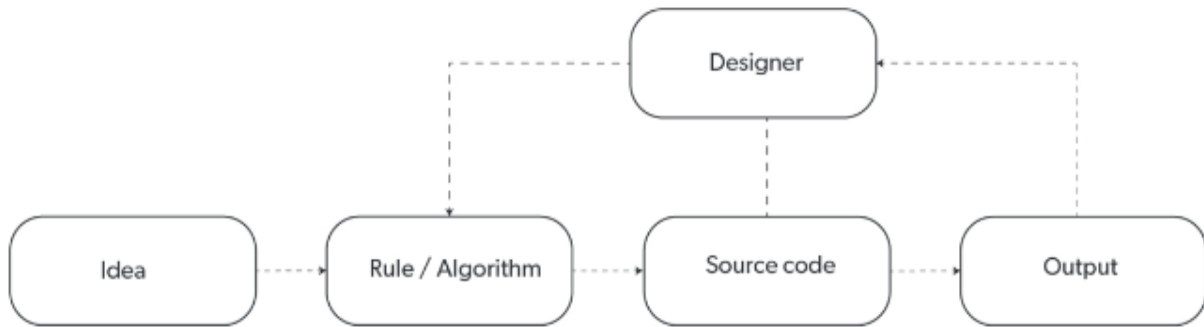 Designer
Idea
Rule / Algorithm
Source code
Output